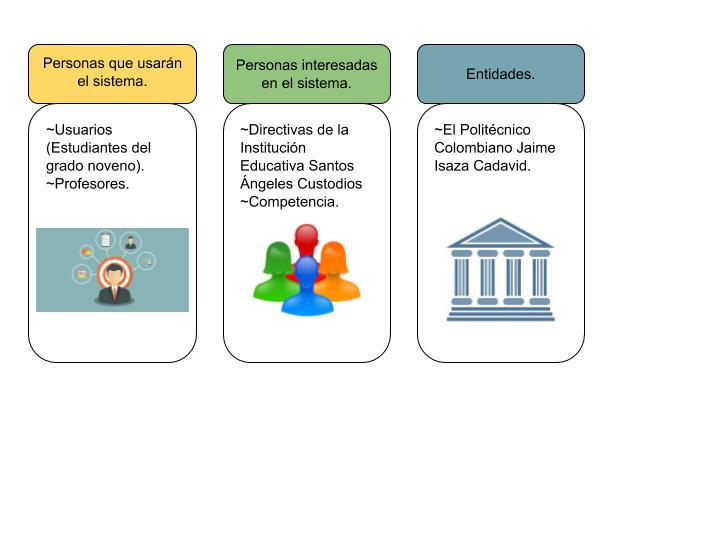 Personas que usarán
el sistema.
~Usuarios
(Estudiantes del
grado noveno).
~Profesores.
Personas interesadas
en el sistema.
~Directivas de la
Institución
Educativa Santos
Ángeles Custodios
~Competencia.
Entidades.
~El Politécnico
Colombiano Jaime
Isaza Cadavid.